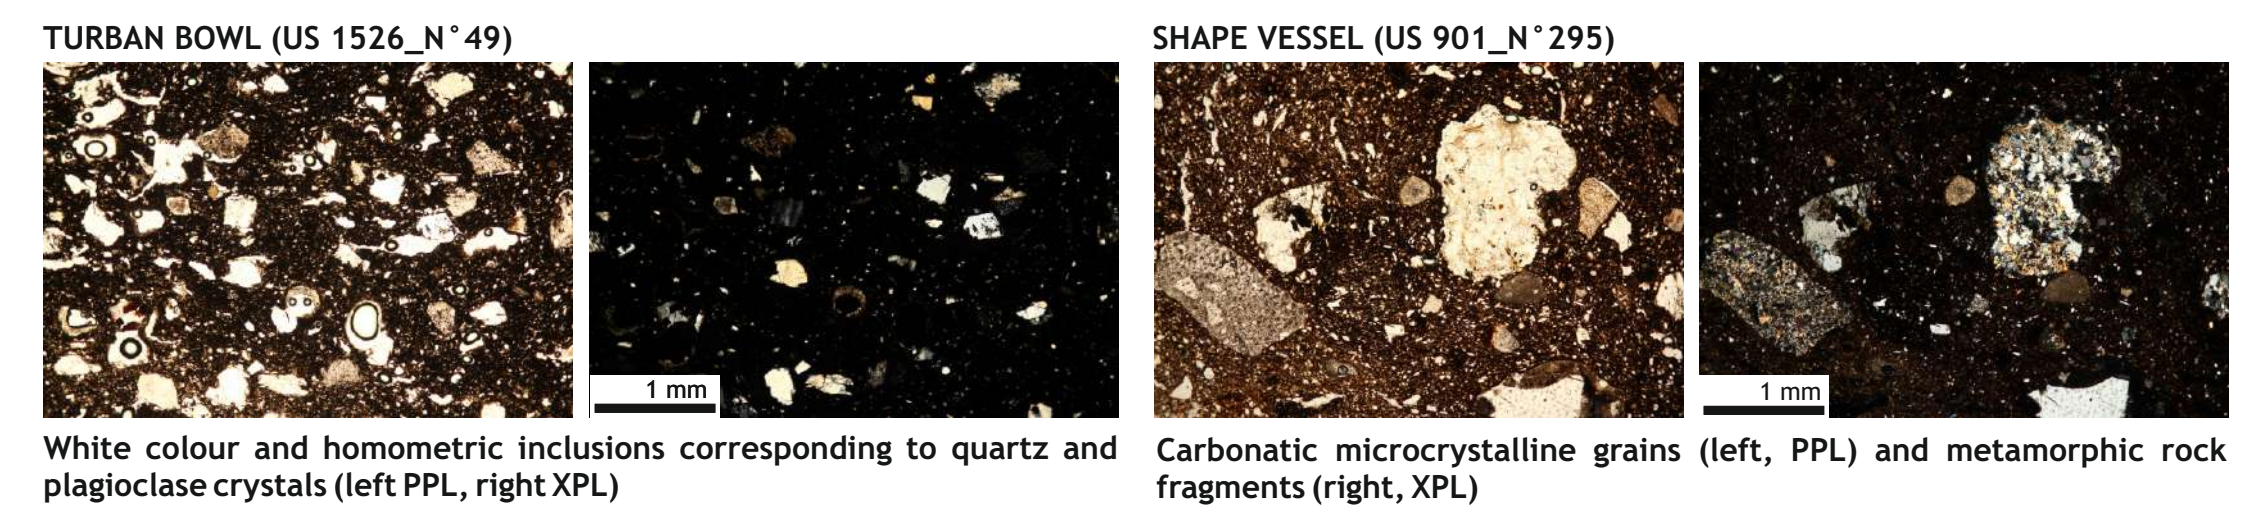 TURBAN BOWL (US 1526_N°49)
SHAPE VESSEL (US 901_N°295)
1 mm
1 mm
White colour and homometric inclusions corresponding to quartz and
plagioclase crystals (left PPL, right XPL)
Carbonatic microcrystalline grains (left, PPL) and metamorphic rock
fragments (right, XPL)